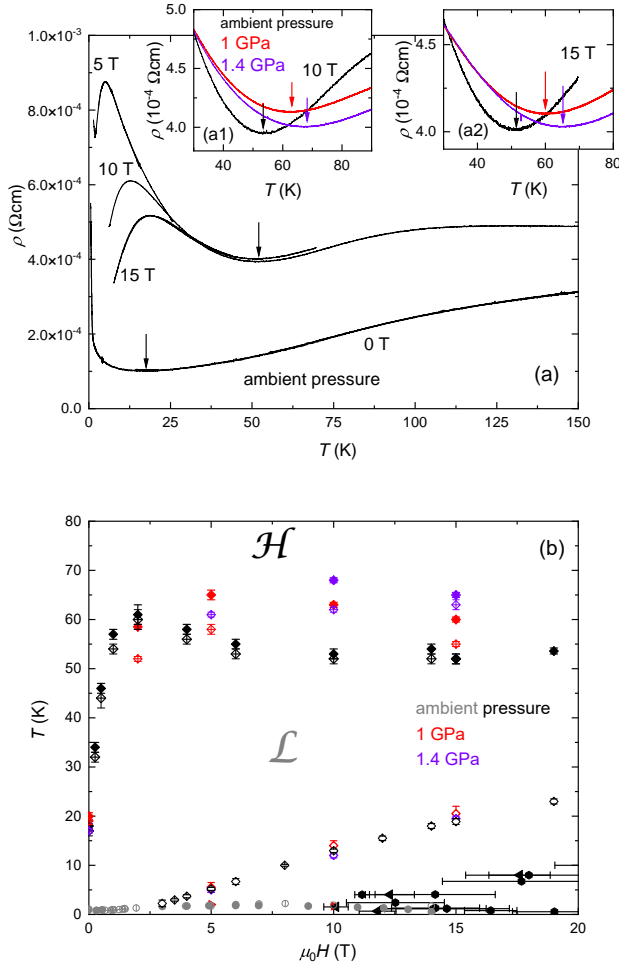 ambient pressure
1 GPa
1.4 GPa
10 T
5.0
4.5
4.0
ρ (10⁻⁴ Ωcm)
(a1)
40 60 80
T (K)
15 T
4.5
4.0
ρ (10⁻⁴ Ωcm)
(a2)
30 40 50 60 70 80
T (K)
1.0×10⁻³
8.0×10⁻⁴
6.0×10⁻⁴
4.0×10⁻⁴
2.0×10⁻⁴
0.0
ρ (Ωcm)
5 T
10 T
15 T
0 T
ambient pressure
(a)
0 25 50 75 100 125 150
T (K)
ℋ
(b)
80
70
60
50
40
30
20
10
0
T (K)
ℒ
ambient pressure
1 GPa
1.4 GPa
0 5 10 15 20
μ₀H (T)